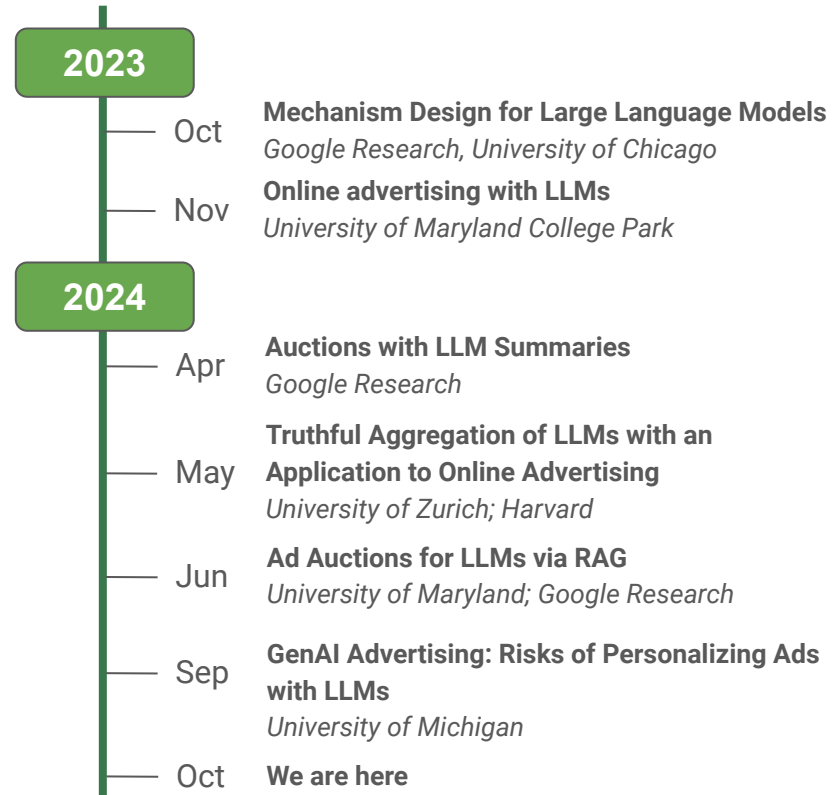 2023
Oct
Mechanism Design for Large Language Models
Google Research, University of Chicago
Nov
Online advertising with LLMs
University of Maryland College Park
2024
Apr
Auctions with LLM Summaries
Google Research
May
Truthful Aggregation of LLMs with an
Application to Online Advertising
University of Zurich; Harvard
Jun
Ad Auctions for LLMs via RAG
University of Maryland; Google Research
Sep
GenAI Advertising: Risks of Personalizing Ads
with LLMs
University of Michigan
Oct
We are here